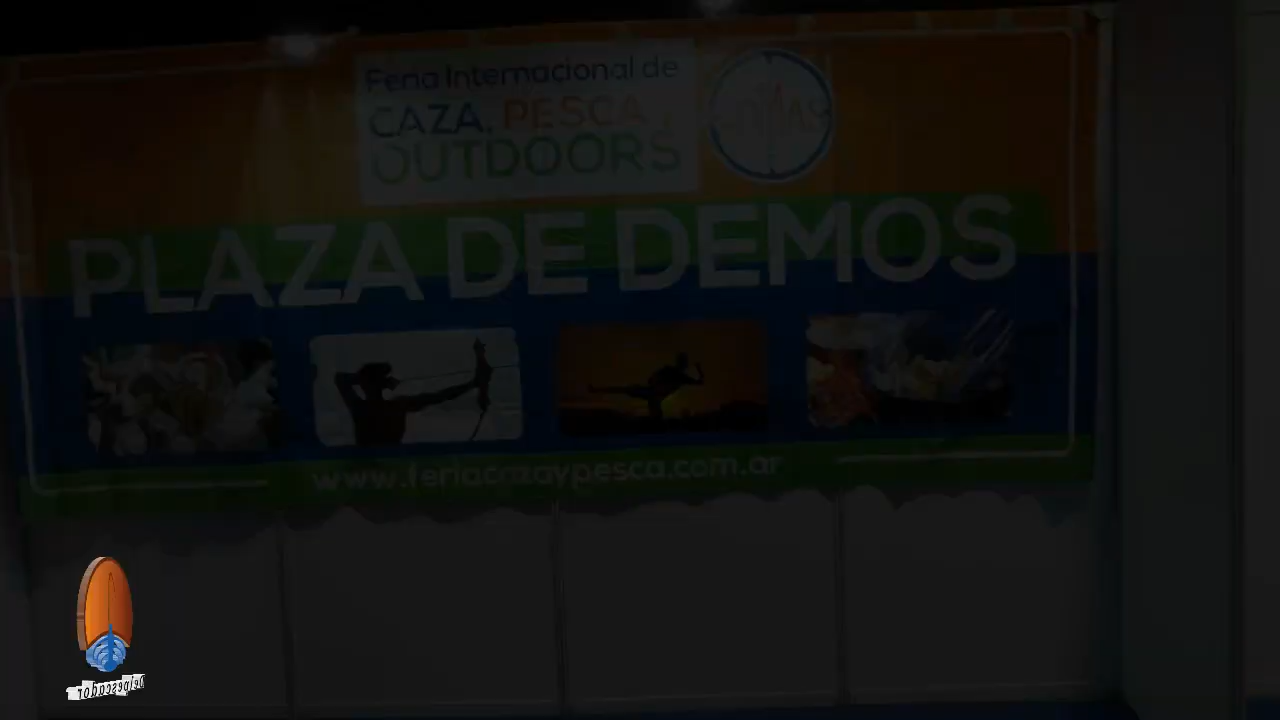 Feria Internacional de
CAZA, PESCA
OUTDOORS
PLAZA DE DEMOS
www.feriacazaypesca.com.ar